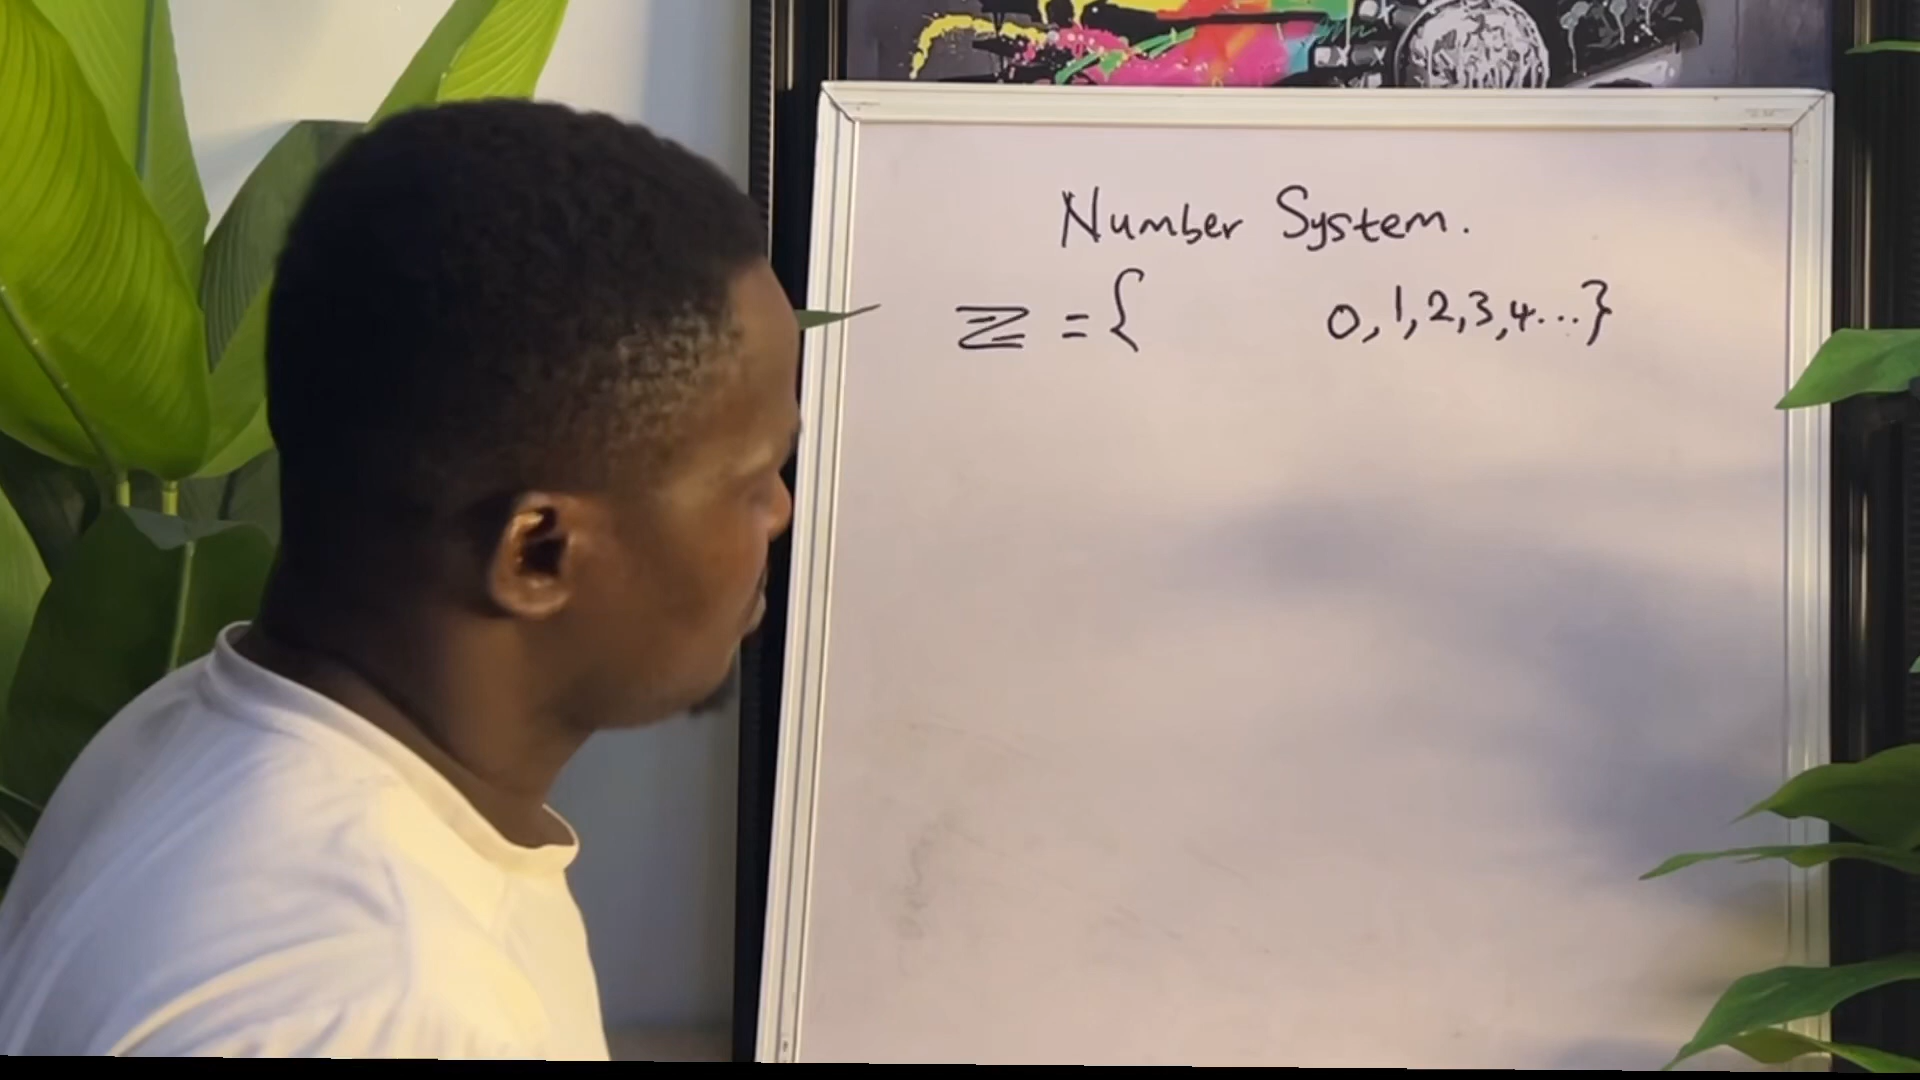 Number System.
ℤ = { 0, 1, 2, 3, 4... }